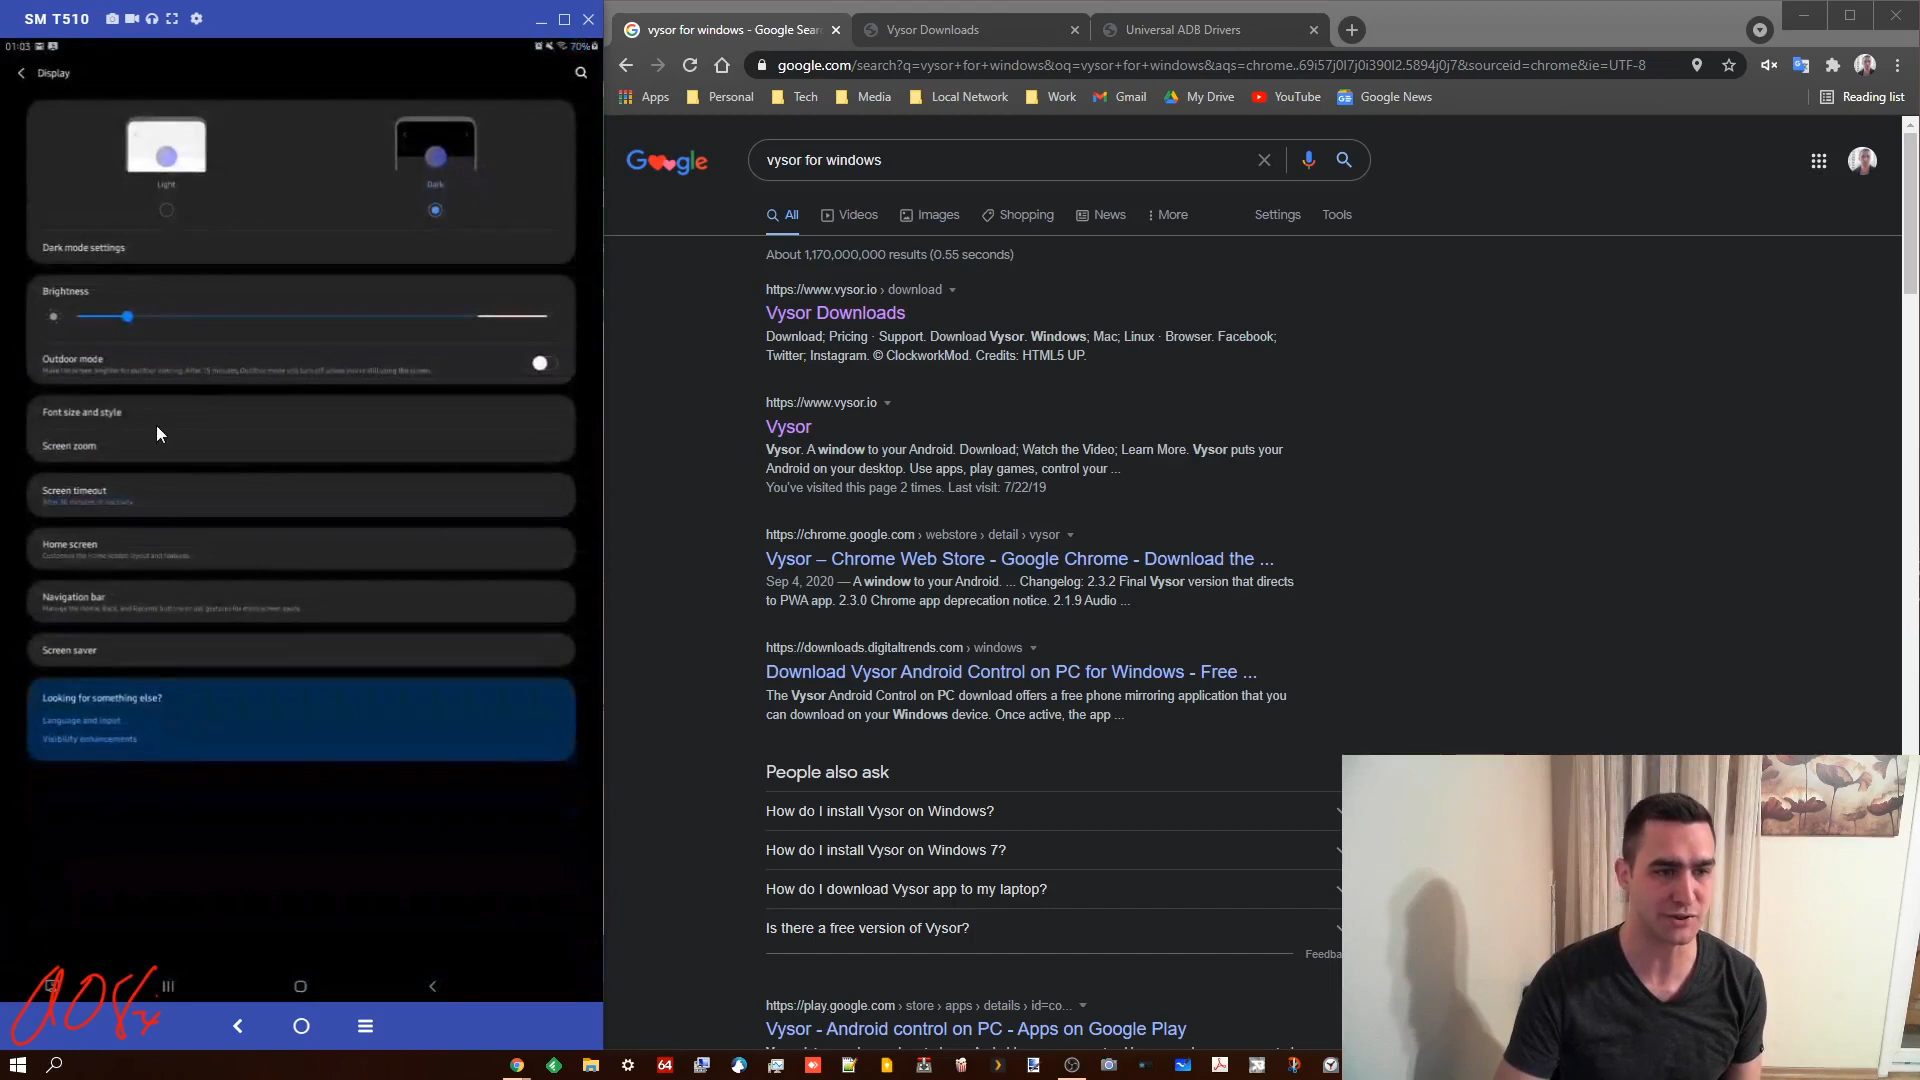 SM T510
01:03
70%
Display
Light
Dark
Dark mode settings
Brightness
Outdoor mode
Font size and style
Screen zoom
Screen timeout
Home screen
Customize the Home screen layout and features.
Navigation bar
Screen saver
Looking for something else?
Language and input
Visibility enhancements
vysor for windows - Google Sear
Vysor Downloads
Universal ADB Drivers
google.com/search?q=vysor+for+windows&oq=vysor+for+windows&aqs=chrome..69i57j0l7j0i390l2.5894j0j7&sourceid=chrome&ie=UTF-8
Apps
Personal
Tech
Media
Local Network
Work
Gmail
My Drive
YouTube
Google News
Reading list
vysor for windows
All
Videos
Images
Shopping
News
More
Settings
Tools
About 1,170,000,000 results (0.55 seconds)
https://www.vysor.io › download
Vysor Downloads
Download; Pricing · Support. Download Vysor. Windows; Mac; Linux · Browser. Facebook;
Twitter; Instagram. © ClockworkMod. Credits: HTML5 UP.
https://www.vysor.io
Vysor
Vysor. A window to your Android. Download; Watch the Video; Learn More. Vysor puts your
Android on your desktop. Use apps, play games, control your ...
You've visited this page 2 times. Last visit: 7/22/19
https://chrome.google.com › webstore › detail › vysor
Vysor – Chrome Web Store - Google Chrome - Download the ...
Sep 4, 2020 — A window to your Android. ... Changelog: 2.3.2 Final Vysor version that directs
to PWA app. 2.3.0 Chrome app deprecation notice. 2.1.9 Audio ...
https://downloads.digitaltrends.com › windows
Download Vysor Android Control on PC for Windows - Free ...
The Vysor Android Control on PC download offers a free phone mirroring application that you
can download on your Windows device. Once active, the app ...
People also ask
How do I install Vysor on Windows?
How do I install Vysor on Windows 7?
How do I download Vysor app to my laptop?
Is there a free version of Vysor?
Feedba
https://play.google.com › store › apps › details › id=co...
Vysor - Android control on PC - Apps on Google Play
64